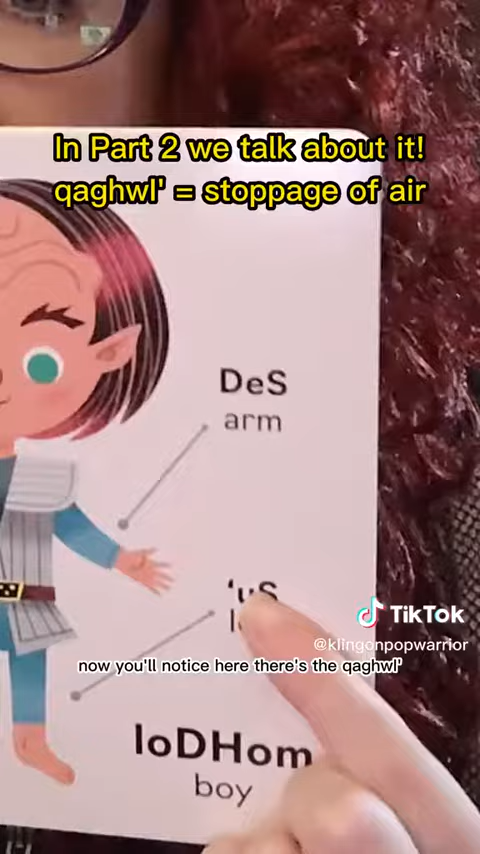 In Part 2 we talk about it!
qaghwI' = stoppage of air
DeS
arm
‘uS
TikTok
@klingonpopwarrior
now you'll notice here there's the qaghwI'
loDHom
boy